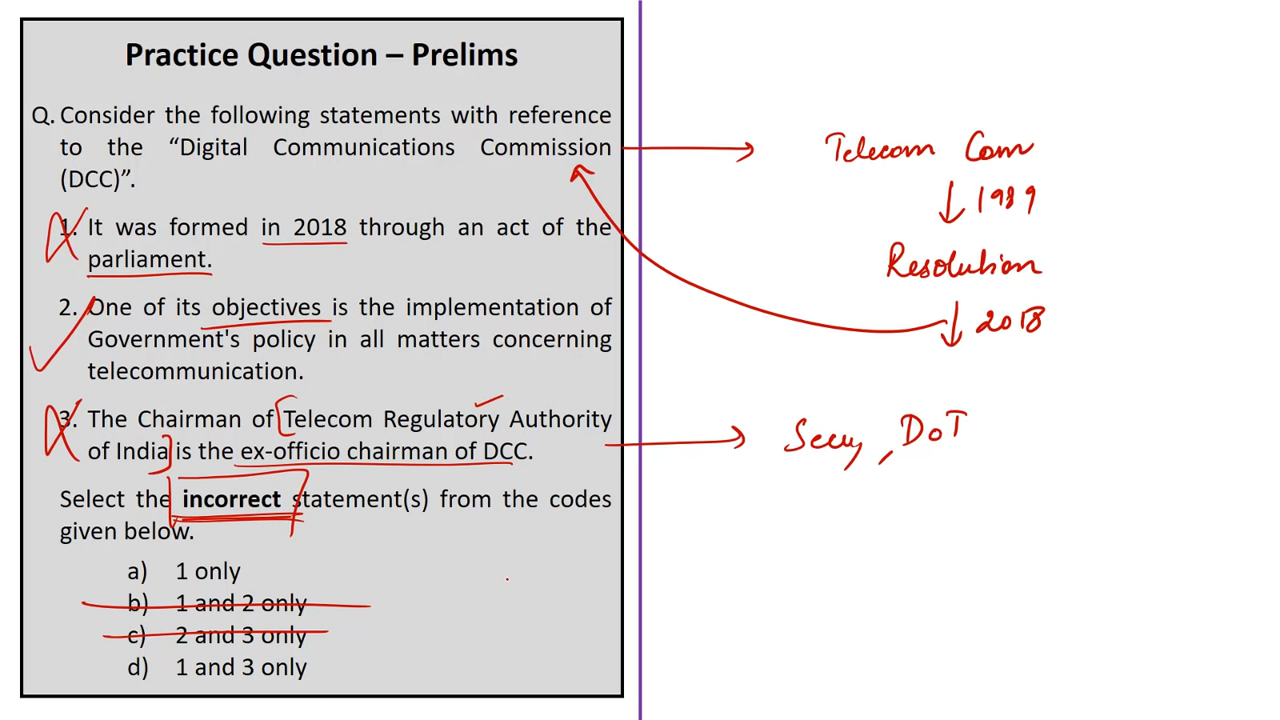 Practice Question – Prelims
Q. Consider the following statements with reference
to the “Digital Communications Commission
(DCC)”.
1. It was formed in 2018 through an act of the
parliament.
2. One of its objectives is the implementation of
Government's policy in all matters concerning
telecommunication.
3. The Chairman of Telecom Regulatory Authority
of India is the ex-officio chairman of DCC.
Select the incorrect statement(s) from the codes
given below.
a) 1 only
b) 1 and 2 only
c) 2 and 3 only
d) 1 and 3 only
Telecom Com
1989
Resolution
2018
Secy, DoT